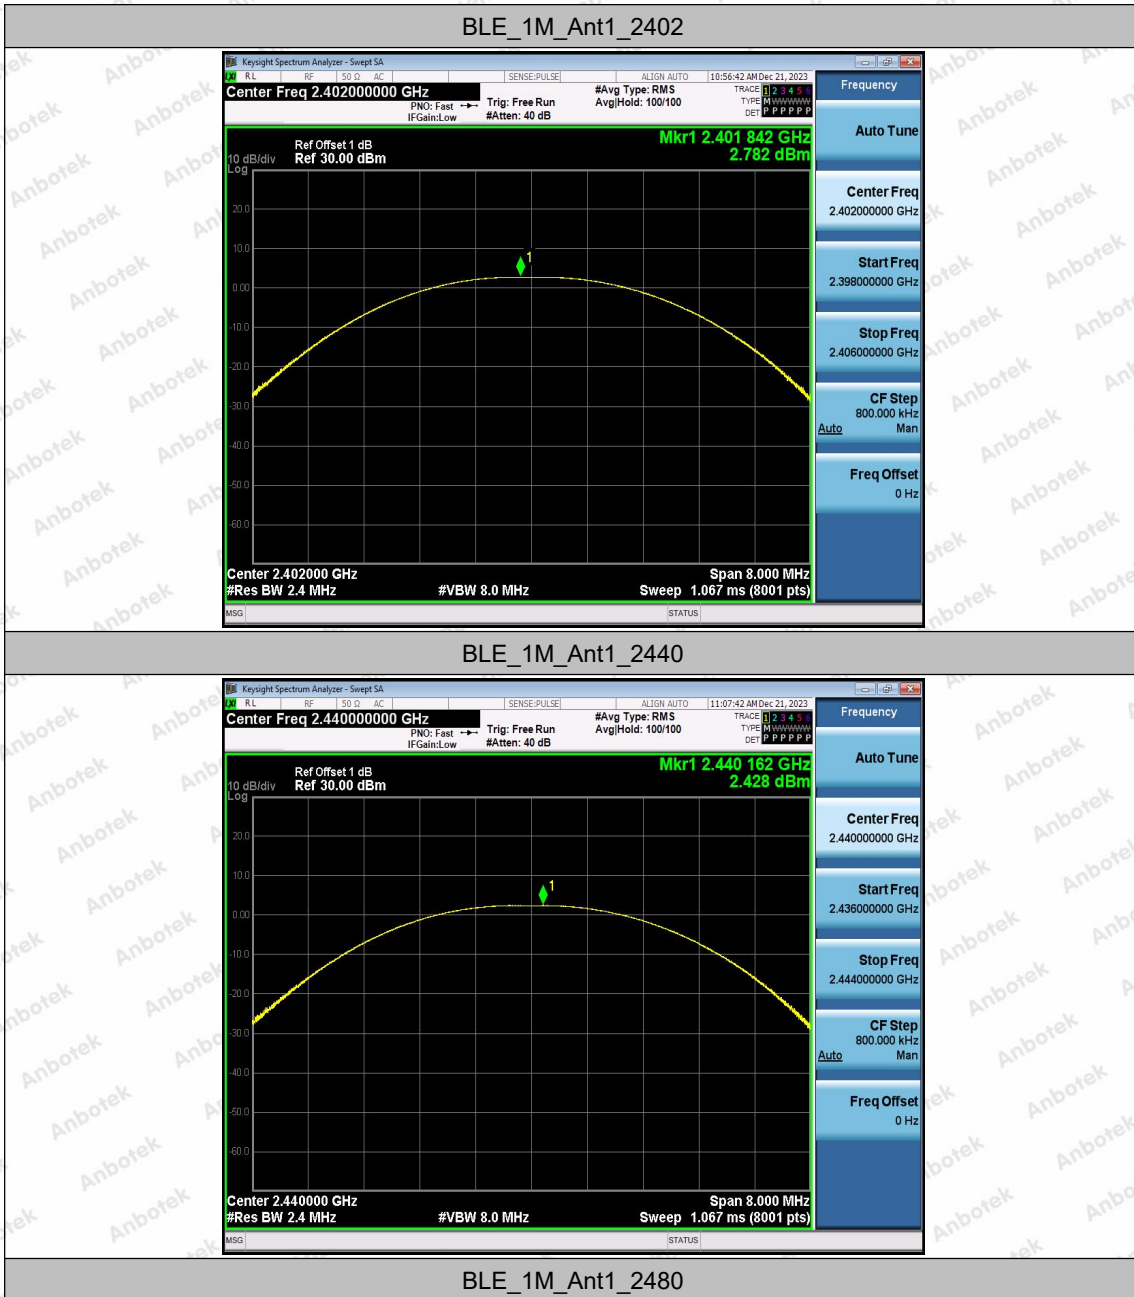 BLE_1M_Ant1_2402
Keysight Spectrum Analyzer - Swept SA
LXI RL RF 50 Ω AC SENSE:PULSE ALIGN AUTO 10:56:42 AM Dec 21, 2023
Center Freq 2.402000000 GHz
PNO: Fast
IFGain:Low
Trig: Free Run
#Atten: 40 dB
#Avg Type: RMS
Avg|Hold: 100/100
TRACE 1 2 3 4 5 6
TYPE M W W W W W
DET P P P P P P
Frequency
Auto Tune
Center Freq
2.402000000 GHz
Start Freq
2.398000000 GHz
Stop Freq
2.406000000 GHz
CF Step
800.000 kHz
Auto Man
Freq Offset
0 Hz
Mkr1 2.401 842 GHz
2.782 dBm
Ref Offset 1 dB
10 dB/div Ref 30.00 dBm
Log
20.0
10.0
0.00
-10.0
-20.0
-30.0
-40.0
-50.0
-60.0
1
Center 2.402000 GHz Span 8.000 MHz
#Res BW 2.4 MHz #VBW 8.0 MHz Sweep 1.067 ms (8001 pts)
MSG STATUS
BLE_1M_Ant1_2440
Keysight Spectrum Analyzer - Swept SA
LXI RL RF 50 Ω AC SENSE:PULSE ALIGN AUTO 11:07:42 AM Dec 21, 2023
Center Freq 2.440000000 GHz
PNO: Fast
IFGain:Low
Trig: Free Run
#Atten: 40 dB
#Avg Type: RMS
Avg|Hold: 100/100
TRACE 1 2 3 4 5 6
TYPE M W W W W W
DET P P P P P P
Frequency
Auto Tune
Center Freq
2.440000000 GHz
Start Freq
2.436000000 GHz
Stop Freq
2.444000000 GHz
CF Step
800.000 kHz
Auto Man
Freq Offset
0 Hz
Mkr1 2.440 162 GHz
2.428 dBm
Ref Offset 1 dB
10 dB/div Ref 30.00 dBm
Log
20.0
10.0
0.00
-10.0
-20.0
-30.0
-40.0
-50.0
-60.0
1
Center 2.440000 GHz Span 8.000 MHz
#Res BW 2.4 MHz #VBW 8.0 MHz Sweep 1.067 ms (8001 pts)
MSG STATUS
BLE_1M_Ant1_2480
Anbotek